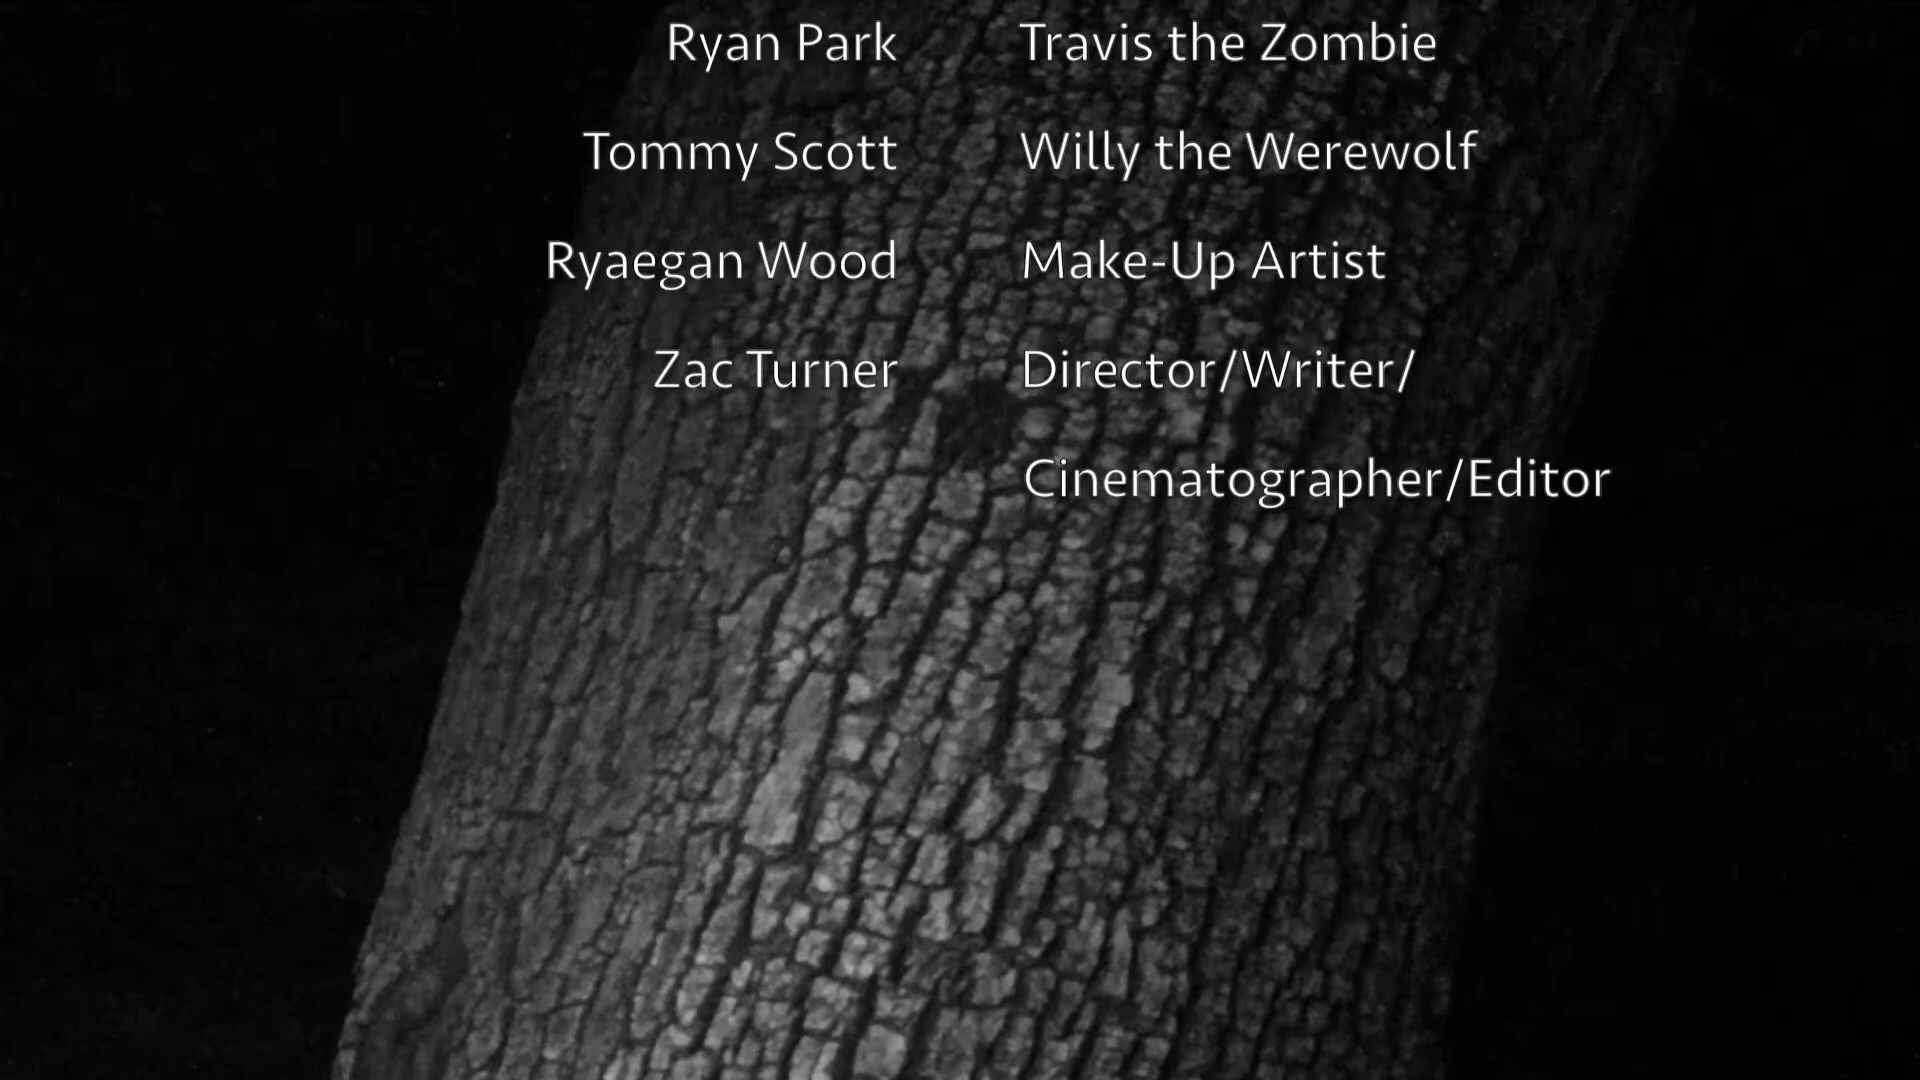 Ryan Park Travis the Zombie
Tommy Scott Willy the Werewolf
Ryaegan Wood Make-Up Artist
Zac Turner Director/Writer/
Cinematographer/Editor